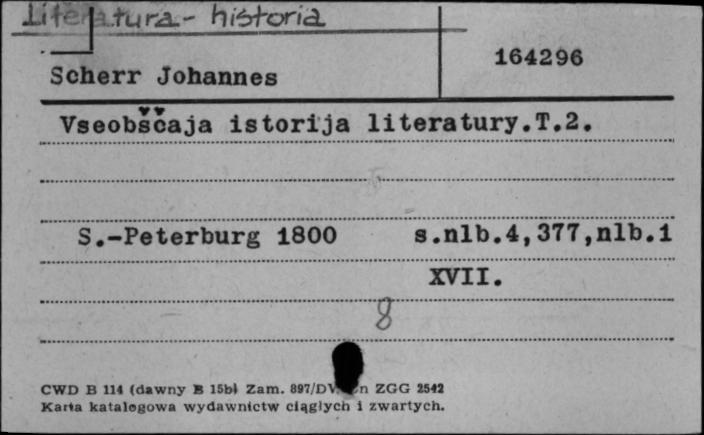 Literatura - historia
164296
Scherr Johannes
Vseobščaja istorija literatury.T.2.
S.-Peterburg 1800 s.nlb.4,377,nlb.1
XVII.
8
CWD B 114 (dawny B 15b) Zam. 897/DV n ZGG 2542
Karta katalogowa wydawnictw ciągłych i zwartych.